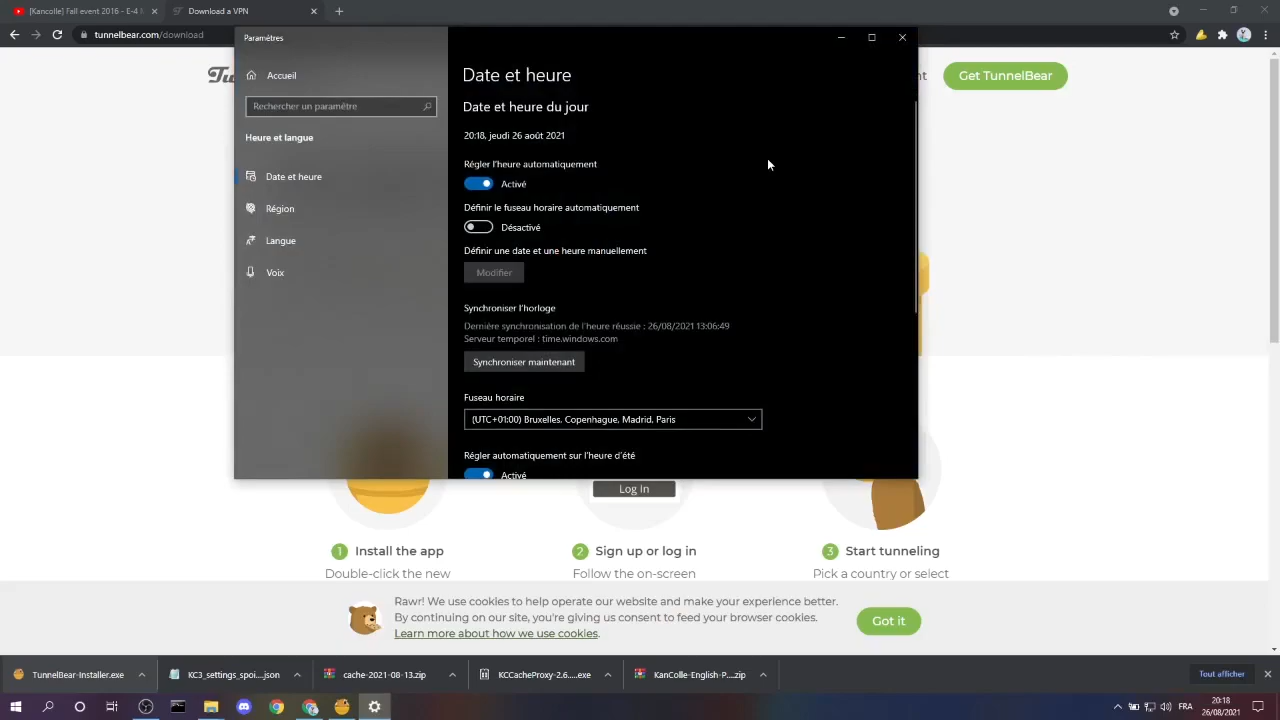 [Kancolle] Fall event 2016 - E-4 
Download a VPN
tunnelbear.com/download
Get TunnelBear
Paramètres
Accueil
Rechercher un paramètre
Heure et langue
Date et heure
Région
Langue
Voix
Date et heure
Date et heure du jour
20:18, jeudi 26 août 2021
Régler l'heure automatiquement
Activé
Définir le fuseau horaire automatiquement
Désactivé
Définir une date et une heure manuellement
Modifier
Synchroniser l'horloge
Dernière synchronisation de l'heure réussie : 26/08/2021 13:06:49
Serveur temporel : time.windows.com
Synchroniser maintenant
Fuseau horaire
(UTC+01:00) Bruxelles, Copenhague, Madrid, Paris
Régler automatiquement sur l'heure d'été
Activé
Log In
1 Install the app
Double-click the new
2 Sign up or log in
Follow the on-screen
3 Start tunneling
Pick a country or select
Rawr! We use cookies to help operate our website and make your experience better.
By continuing on our site, you're giving us consent to feed your browser cookies.
Learn more about how we use cookies.
Got it
TunnelBear-Installer.exe
KC3_settings_spoi....json
cache-2021-08-13.zip
KCCacheProxy-2.6.....exe
KanColle-English-P....zip
Tout afficher
FRA
20:18
26/08/2021